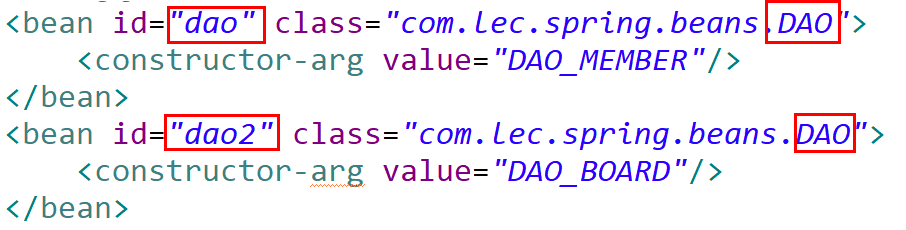 <bean id="dao" class="com.lec.spring.beans.DAO">
<constructor-arg value="DAO_MEMBER"/>
</bean>
<bean id="dao2" class="com.lec.spring.beans.DAO">
<constructor-arg value="DAO_BOARD"/>
</bean>